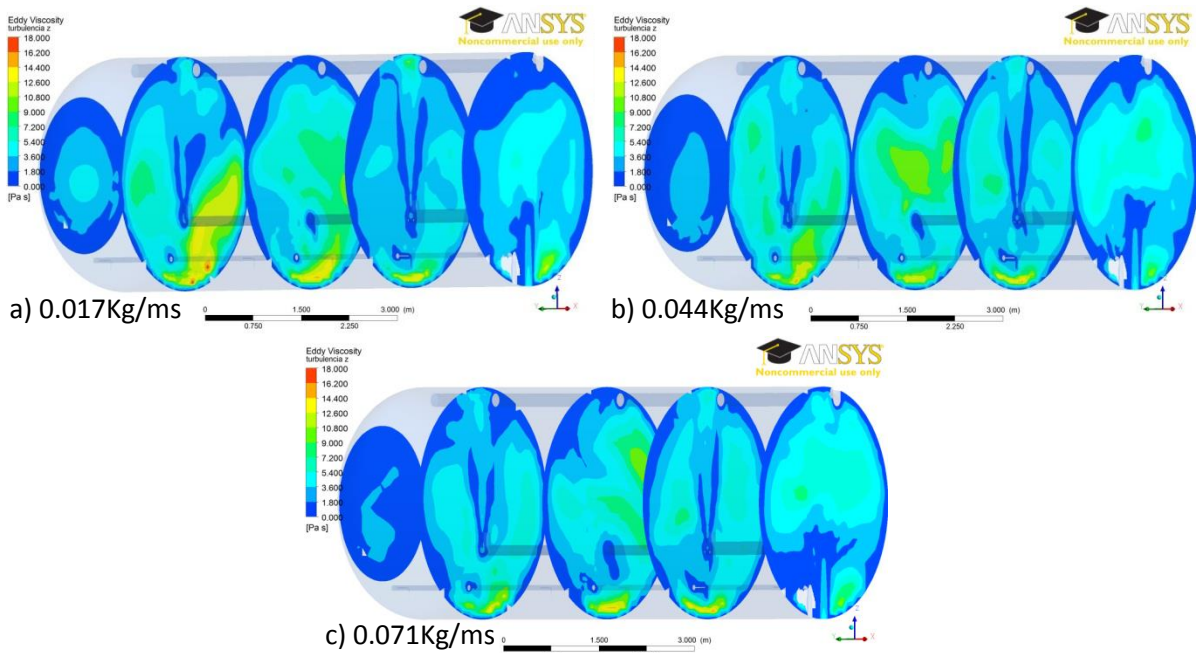 ANSYS
Noncommercial use only
Eddy Viscosity
turbulencia z
18.000
16.200
14.400
12.600
10.800
9.000
7.200
5.400
3.600
1.800
0.000
[Pa s]
a) 0.017Kg/ms
0 1.500 3.000 (m)
0.750 2.250
Z
Y X
ANSYS
Noncommercial use only
Eddy Viscosity
turbulencia z
18.000
16.200
14.400
12.600
10.800
9.000
7.200
5.400
3.600
1.800
0.000
[Pa s]
b) 0.044Kg/ms
0 1.500 3.000 (m)
0.750 2.250
Z
Y X
ANSYS
Noncommercial use only
Eddy Viscosity
turbulencia z
18.000
16.200
14.400
12.600
10.800
9.000
7.200
5.400
3.600
1.800
0.000
[Pa s]
c) 0.071Kg/ms
0 1.500 3.000 (m)
Z
Y X